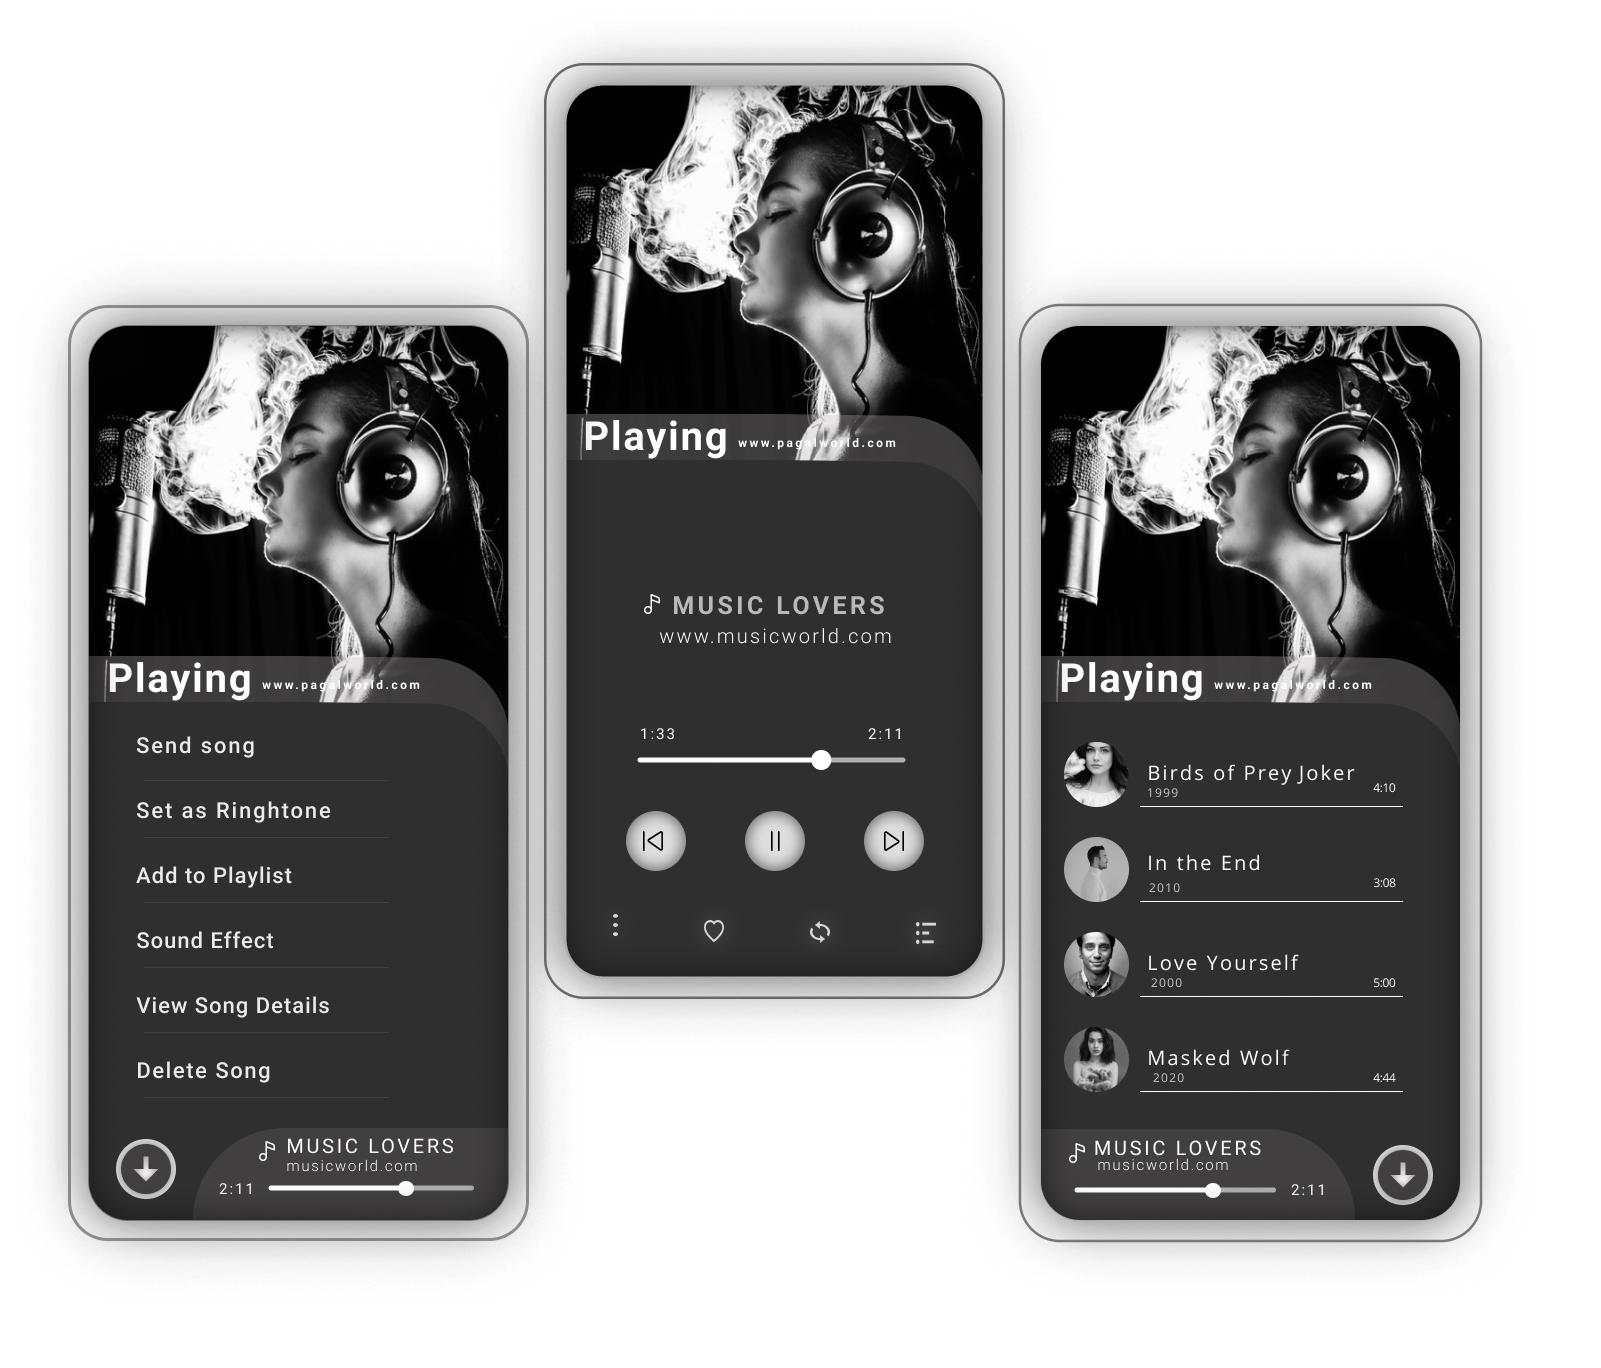 Playing www.pagalworld.com
Send song
Set as Ringhtone
Add to Playlist
Sound Effect
View Song Details
Delete Song
MUSIC LOVERS
musicworld.com
2:11
Playing www.pagalworld.com
MUSIC LOVERS
www.musicworld.com
1:33 2:11
Playing www.pagalworld.com
Birds of Prey Joker
1999 4:10
In the End
2010 3:08
Love Yourself
2000 5:00
Masked Wolf
2020 4:44
MUSIC LOVERS
musicworld.com
2:11